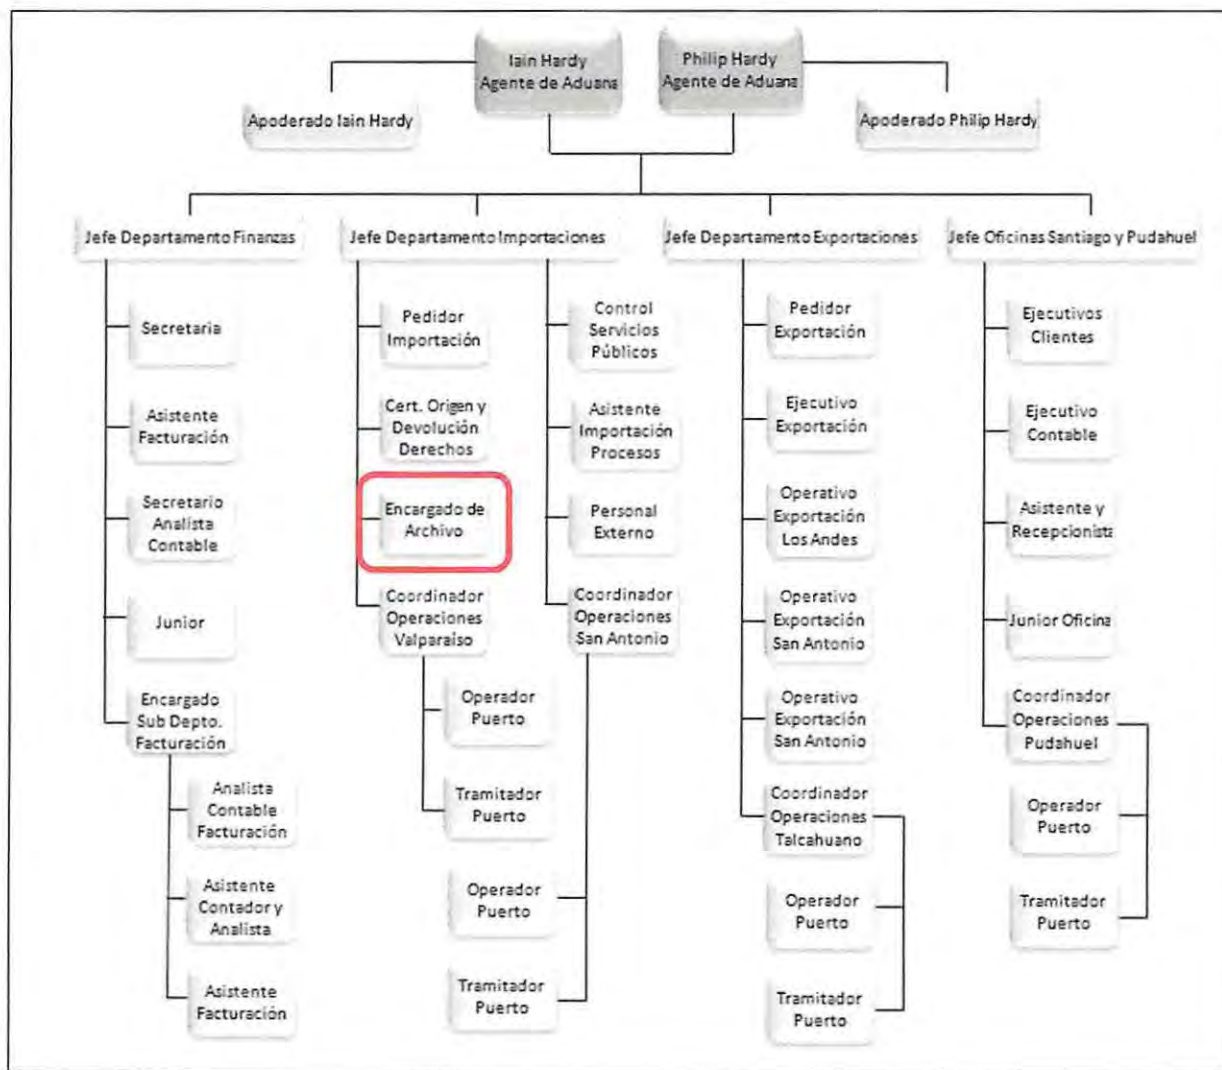 Iain Hardy
Agente de Aduana
Philip Hardy
Agente de Aduana
Apoderado Iain Hardy
Apoderado Philip Hardy
Jefe Departamento Finanzas
Jefe Departamento Importaciones
Jefe Departamento Exportaciones
Jefe Oficinas Santiago y Pudahuel
Secretaria
Asistente
Facturación
Secretario
Analista
Contable
Junior
Encargado
Sub Depto.
Facturación
Analista
Contable
Facturación
Asistente
Contador y
Analista
Asistente
Facturación
Pedidor
Importación
Cert. Origen y
Devolución
Derechos
Encargado de
Archivo
Coordinador
Operaciones
Valparaíso
Operador
Puerto
Tramitador
Puerto
Control
Servicios
Públicos
Asistente
Importación
Procesos
Personal
Externo
Coordinador
Operaciones
San Antonio
Operador
Puerto
Tramitador
Puerto
Pedidor
Exportación
Ejecutivo
Exportación
Operativo
Exportación
Los Andes
Operativo
Exportación
San Antonio
Operativo
Exportación
San Antonio
Coordinador
Operaciones
Talcahuano
Operador
Puerto
Tramitador
Puerto
Ejecutivos
Clientes
Ejecutivo
Contable
Asistente y
Recepcionista
Junior Oficina
Coordinador
Operaciones
Pudahuel
Operador
Puerto
Tramitador
Puerto